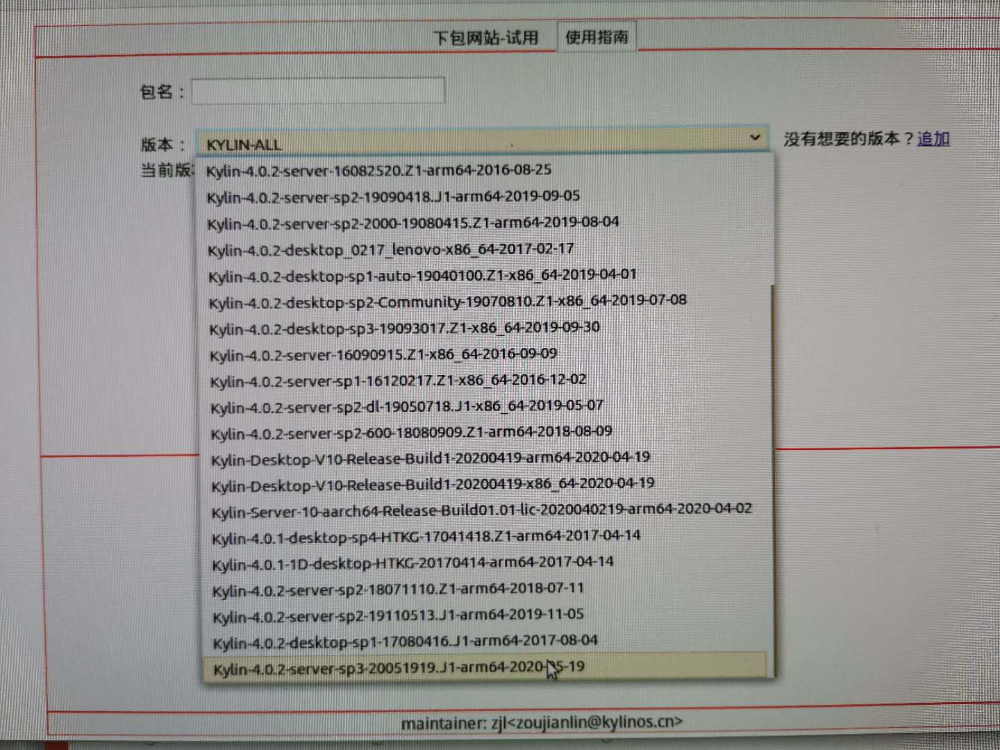 下包网站-试用 使用指南
包名：
版本： KYLIN-ALL 没有想要的版本？追加
当前版
Kylin-4.0.2-server-16082520.Z1-arm64-2016-08-25
Kylin-4.0.2-server-sp2-19090418.J1-arm64-2019-09-05
Kylin-4.0.2-server-sp2-2000-19080415.Z1-arm64-2019-08-04
Kylin-4.0.2-desktop_0217_lenovo-x86_64-2017-02-17
Kylin-4.0.2-desktop-sp1-auto-19040100.Z1-x86_64-2019-04-01
Kylin-4.0.2-desktop-sp2-Community-19070810.Z1-x86_64-2019-07-08
Kylin-4.0.2-desktop-sp3-19093017.Z1-x86_64-2019-09-30
Kylin-4.0.2-server-16090915.Z1-x86_64-2016-09-09
Kylin-4.0.2-server-sp1-16120217.Z1-x86_64-2016-12-02
Kylin-4.0.2-server-sp2-dl-19050718.J1-x86_64-2019-05-07
Kylin-4.0.2-server-sp2-600-18080909.Z1-arm64-2018-08-09
Kylin-Desktop-V10-Release-Build1-20200419-arm64-2020-04-19
Kylin-Desktop-V10-Release-Build1-20200419-x86_64-2020-04-19
Kylin-Server-10-aarch64-Release-Build01.01-lic-2020040219-arm64-2020-04-02
Kylin-4.0.1-desktop-sp4-HTKG-17041418.Z1-arm64-2017-04-14
Kylin-4.0.1-1D-desktop-HTKG-20170414-arm64-2017-04-14
Kylin-4.0.2-server-sp2-18071110.Z1-arm64-2018-07-11
Kylin-4.0.2-server-sp2-19110513.J1-arm64-2019-11-05
Kylin-4.0.2-desktop-sp1-17080416.J1-arm64-2017-08-04
Kylin-4.0.2-server-sp3-20051919.J1-arm64-2020-05-19
maintainer: zjl<zoujianlin@kylinos.cn>